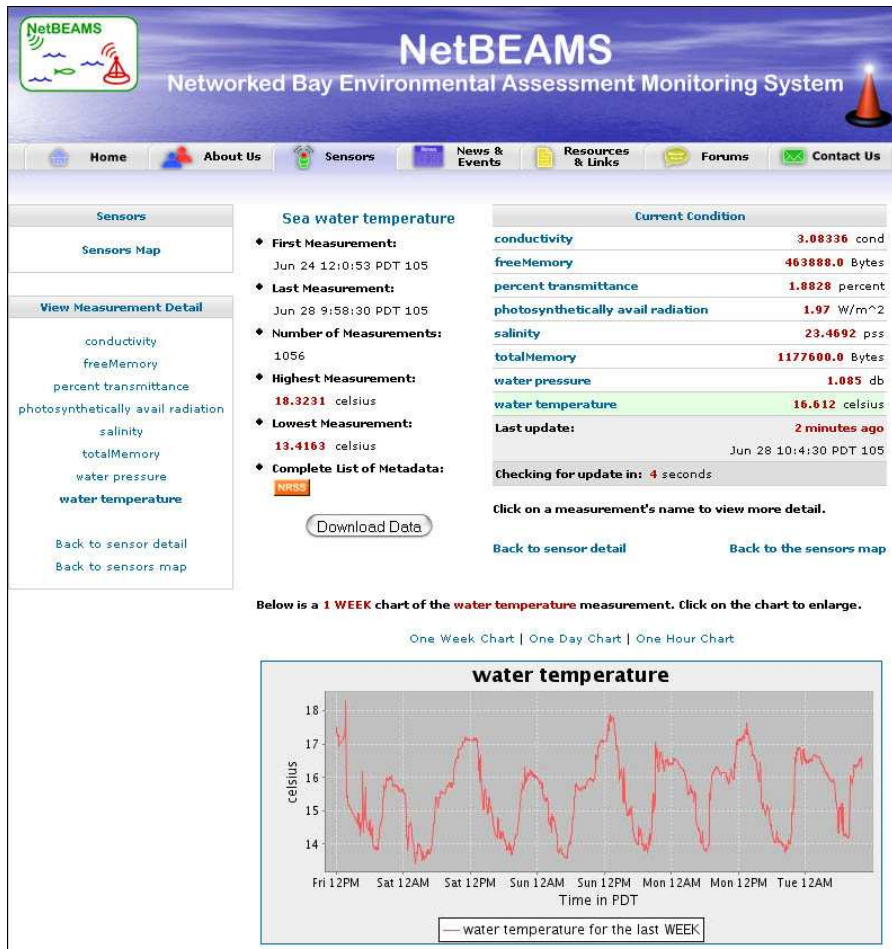 NetBEAMS
NetBEAMS
Networked Bay Environmental Assessment Monitoring System
Home
About Us
Sensors
News
News & Events
Resources & Links
Forums
Contact Us
Sensors
Sensors Map
View Measurement Detail
conductivity
freeMemory
percent transmittance
photosynthetically avail radiation
salinity
totalMemory
water pressure
water temperature
Back to sensor detail
Back to sensors map
Sea water temperature
First Measurement:
Jun 24 12:0:53 PDT 105
Last Measurement:
Jun 28 9:58:30 PDT 105
Number of Measurements:
1056
Highest Measurement:
18.3231 celsius
Lowest Measurement:
13.4163 celsius
Complete List of Metadata:
NRSS
Download Data
Current Condition
conductivity 3.08336 cond
freeMemory 463888.0 Bytes
percent transmittance 1.8828 percent
photosynthetically avail radiation 1.97 W/m^2
salinity 23.4692 pss
totalMemory 1177600.0 Bytes
water pressure 1.085 db
water temperature 16.612 celsius
Last update: 2 minutes ago
Jun 28 10:4:30 PDT 105
Checking for update in: 4 seconds
Click on a measurement's name to view more detail.
Back to sensor detail Back to the sensors map
Below is a 1 WEEK chart of the water temperature measurement. Click on the chart to enlarge.
One Week Chart | One Day Chart | One Hour Chart
water temperature
18
17
16
15
14
celsius
Fri 12PM Sat 12AM Sat 12PM Sun 12AM Sun 12PM Mon 12AM Mon 12PM Tue 12AM
Time in PDT
water temperature for the last WEEK